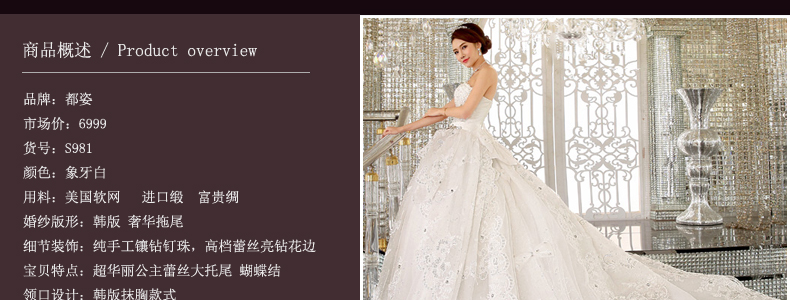 商品概述 / Product overview
品牌：都姿
市场价：6999
货号：S981
颜色：象牙白
用料：美国软网 进口缎 富贵绸
婚纱版形：韩版 奢华拖尾
细节装饰：纯手工镶钻钉珠，高档蕾丝亮钻花边
宝贝特点：超华丽公主蕾丝大托尾 蝴蝶结
领口设计：韩版抹胸款式